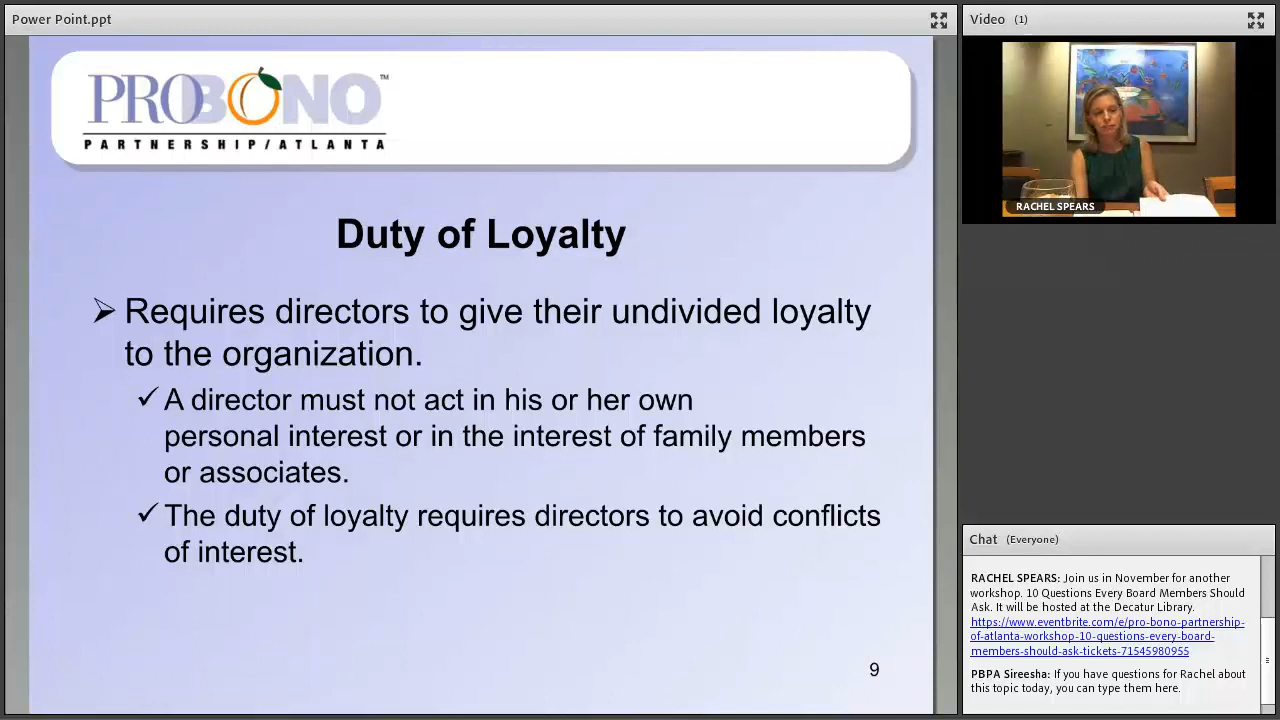 Power Point.ppt
PROBONO™
PARTNERSHIP/ATLANTA
Duty of Loyalty
➢ Requires directors to give their undivided loyalty
to the organization.
✓ A director must not act in his or her own
personal interest or in the interest of family members
or associates.
✓ The duty of loyalty requires directors to avoid conflicts
of interest.
9
Video (1)
RACHEL SPEARS
Chat (Everyone)
RACHEL SPEARS: Join us in November for another
workshop. 10 Questions Every Board Members Should
Ask. It will be hosted at the Decatur Library.
https://www.eventbrite.com/e/pro-bono-partnership-
of-atlanta-workshop-10-questions-every-board-
members-should-ask-tickets-71545980955
PBPA Sireesha: If you have questions for Rachel about
this topic today, you can type them here.